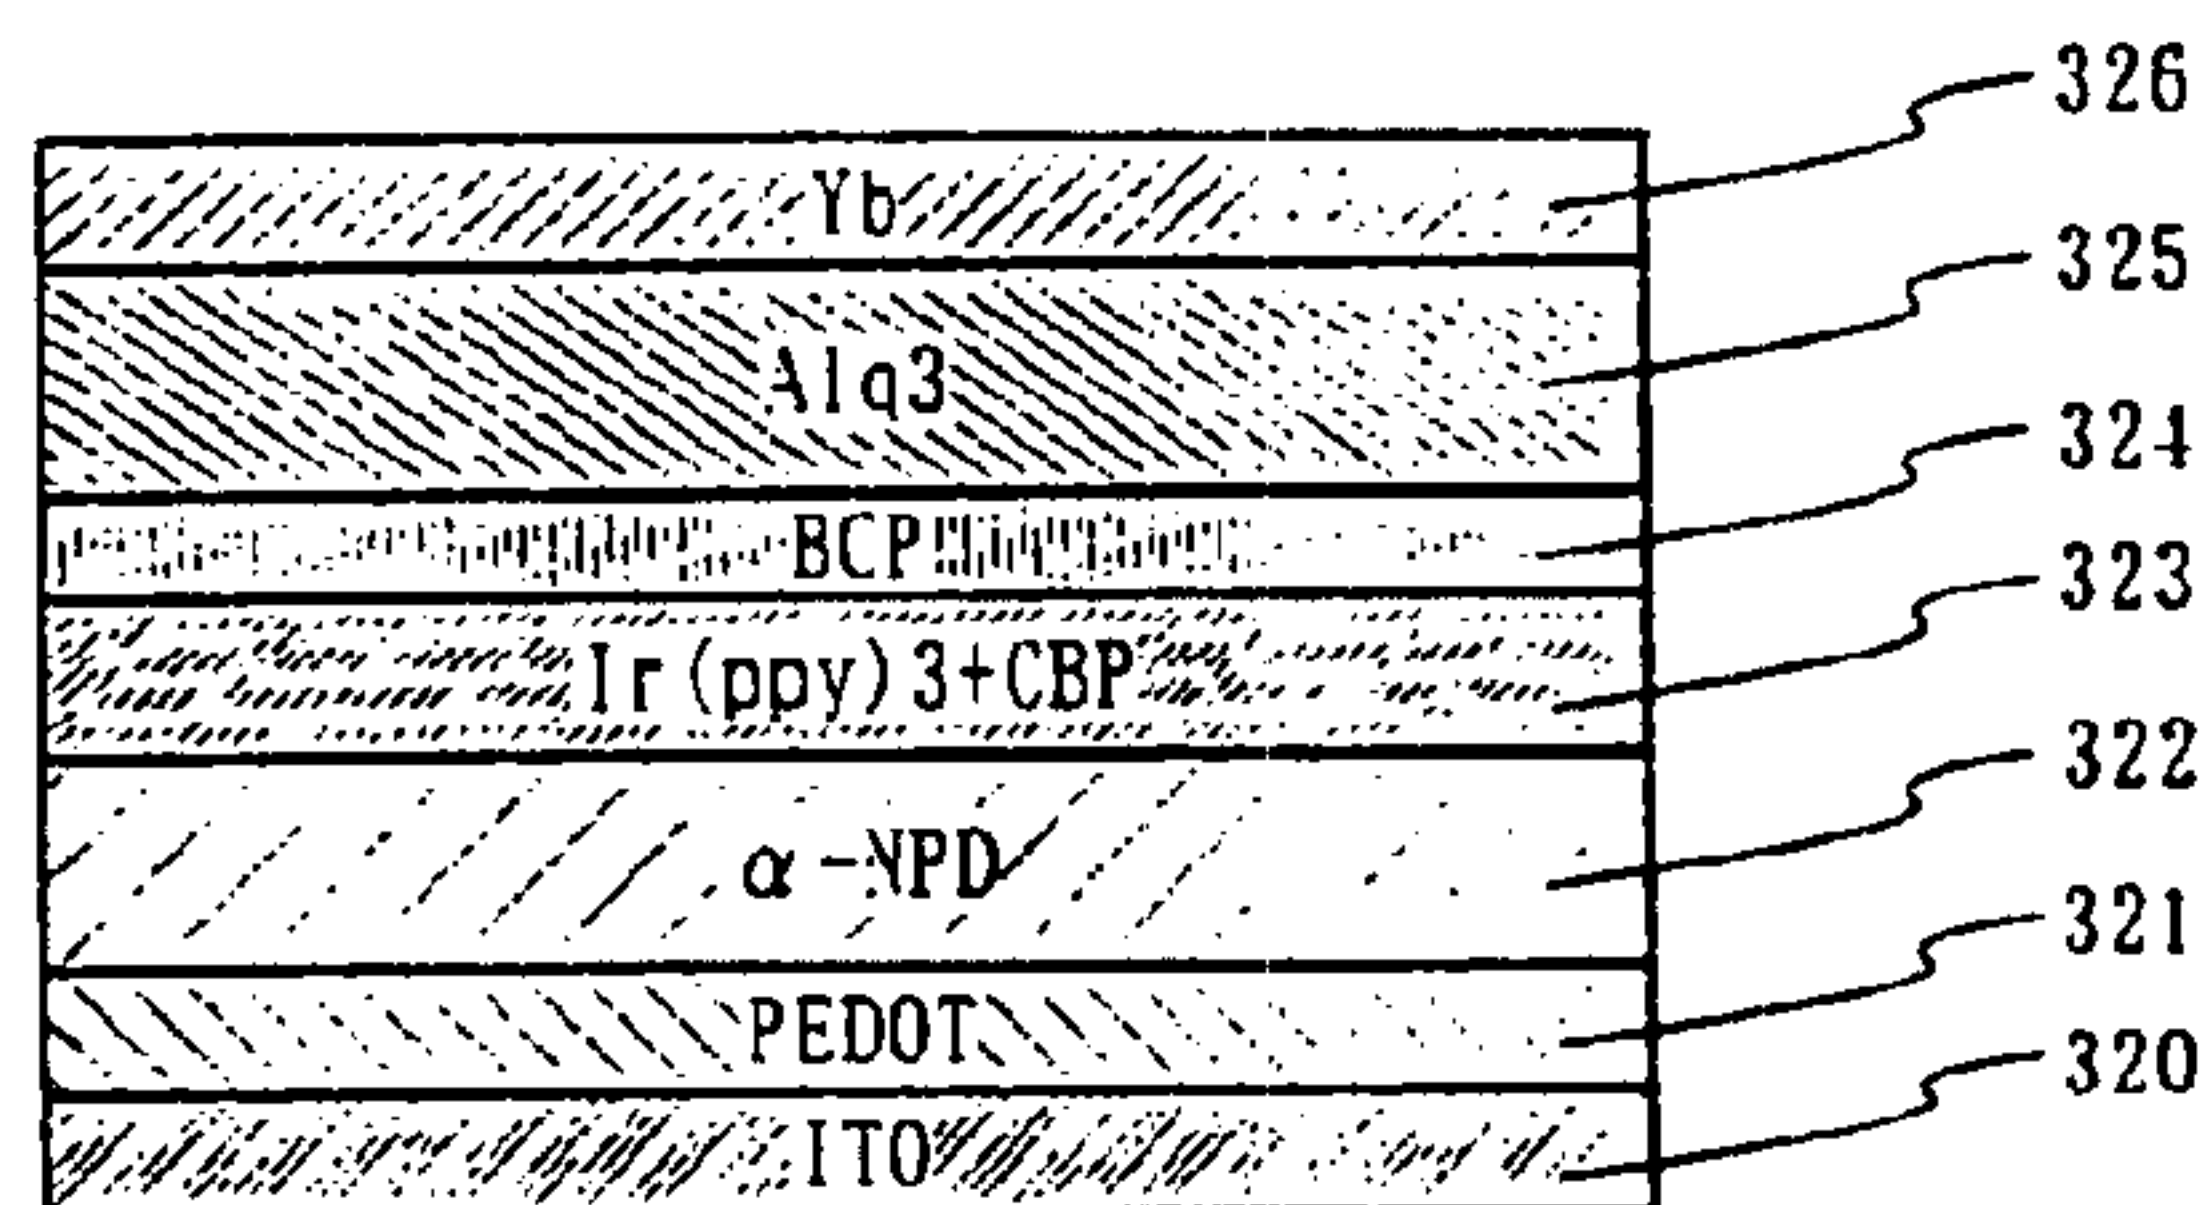 326
Yb
325
Alq3
324
BCP
323
Ir(ppy)3+CBP
322
α-NPD
321
PEDOT
320
ITO